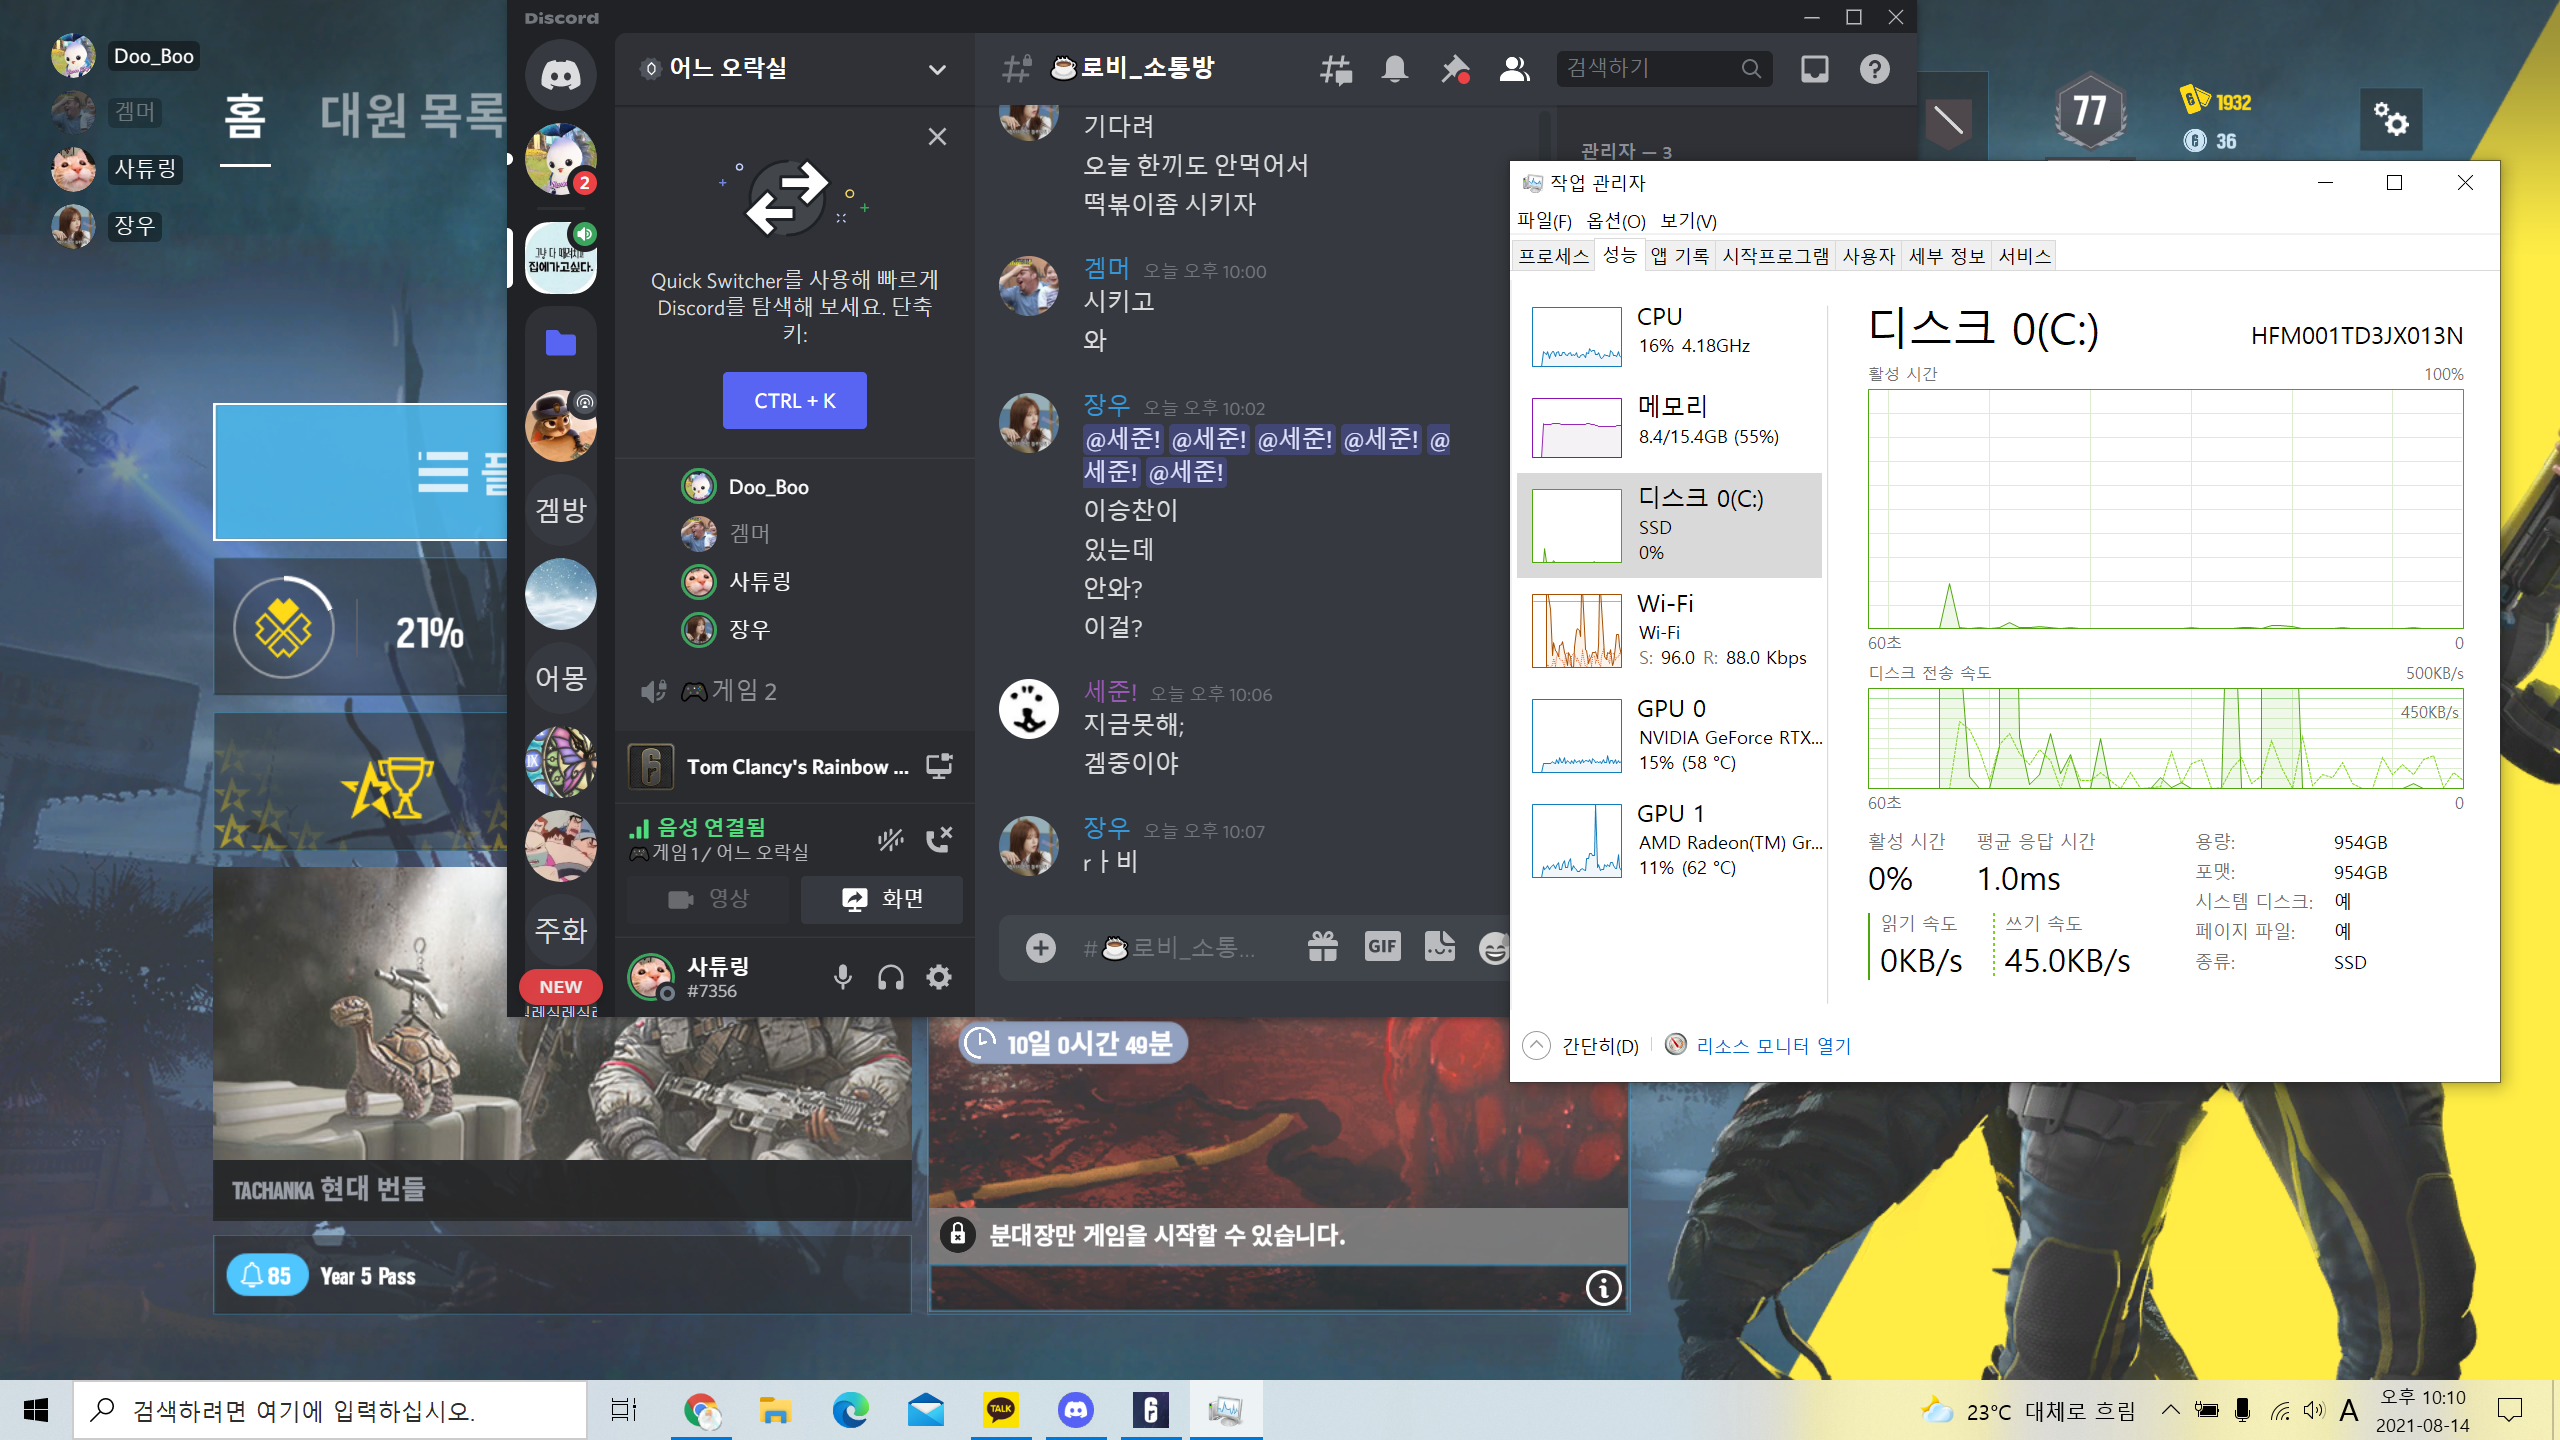 Doo_Boo
겜머
사튜링
장우
홈
대원 목록
21%
TACHANKA 현대 번들
85
Year 5 Pass
Discord
2
그냥 다
집에가고싶다.
겜방
어몽
주화
NEW
어느 오락실
Quick Switcher를 사용해 빠르게
Discord를 탐색해 보세요. 단축
키:
CTRL + K
Doo_Boo
겜머
사튜링
장우
게임 2
Tom Clancy's Rainbow ...
음성 연결됨
게임 1 / 어느 오락실
영상
화면
사튜링
#7356
로비_소통방
검색하기
기다려
오늘 한끼도 안먹어서
떡볶이좀 시키자
겜머 오늘 오후 10:00
시키고
와
장우 오늘 오후 10:02
@세준! @세준! @세준! @세준! @
세준! @세준!
이승찬이
있는데
안와?
이걸?
세준! 오늘 오후 10:06
지금못해;
겜중이야
장우 오늘 오후 10:07
rㅏ비
#로비_소통...
GIF
관리자 — 3
77
1932
36
10일 0시간 49분
분대장만 게임을 시작할 수 있습니다.
작업 관리자
파일(F) 옵션(O) 보기(V)
프로세스 성능 앱 기록 시작프로그램 사용자 세부 정보 서비스
CPU
16% 4.18GHz
메모리
8.4/15.4GB (55%)
디스크 0(C:)
SSD
0%
Wi-Fi
Wi-Fi
S: 96.0 R: 88.0 Kbps
GPU 0
NVIDIA GeForce RTX...
15% (58 °C)
GPU 1
AMD Radeon(TM) Gr...
11% (62 °C)
디스크 0(C:)
HFM001TD3JX013N
활성 시간 100%
60초 0
디스크 전송 속도 500KB/s
450KB/s
60초 0
활성 시간 평균 응답 시간
0% 1.0ms
읽기 속도 쓰기 속도
0KB/s 45.0KB/s
용량: 954GB
포맷: 954GB
시스템 디스크: 예
페이지 파일: 예
종류: SSD
간단히(D) 리소스 모니터 열기
검색하려면 여기에 입력하십시오.
TALK
23°C 대체로 흐림
A
오후 10:10
2021-08-14